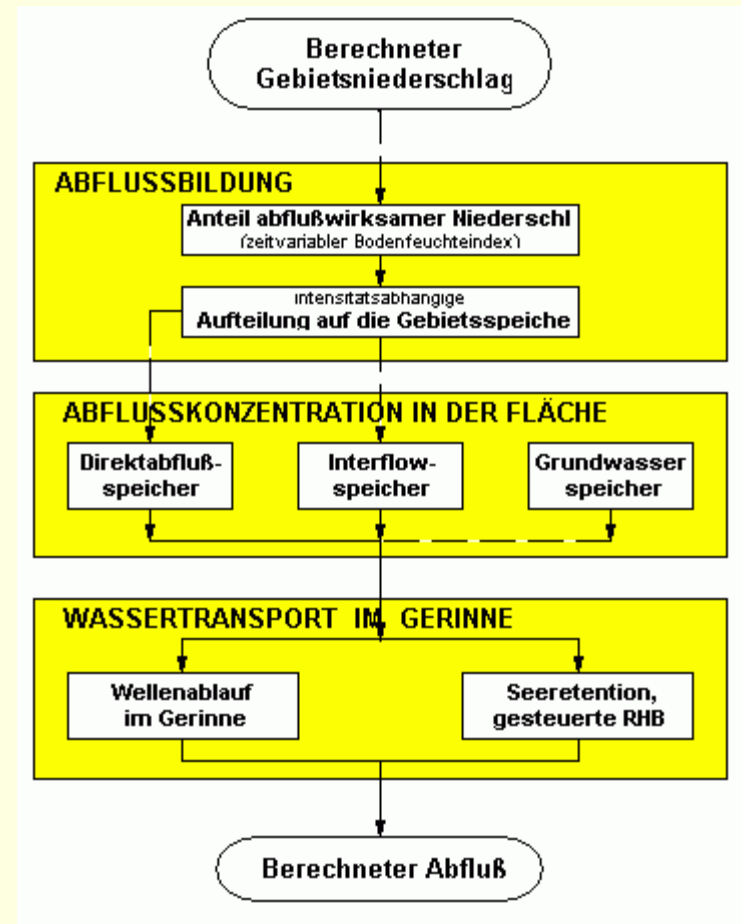 Berechneter
Gebietsniederschlag
ABFLUSSBILDUNG
Anteil abflußwirksamer Niederschl
(zeitvariabler Bodenfeuchteindex)
intensitätsabhängige
Aufteilung auf die Gebietsspeiche
ABFLUSSKONZENTRATION IN DER FLÄCHE
Direktabfluß-
speicher
Interflow-
speicher
Grundwasser
speicher
WASSERTRANSPORT IM GERINNE
Wellenablauf
im Gerinne
Seeretention,
gesteuerte RHB
Berechneter Abfluß